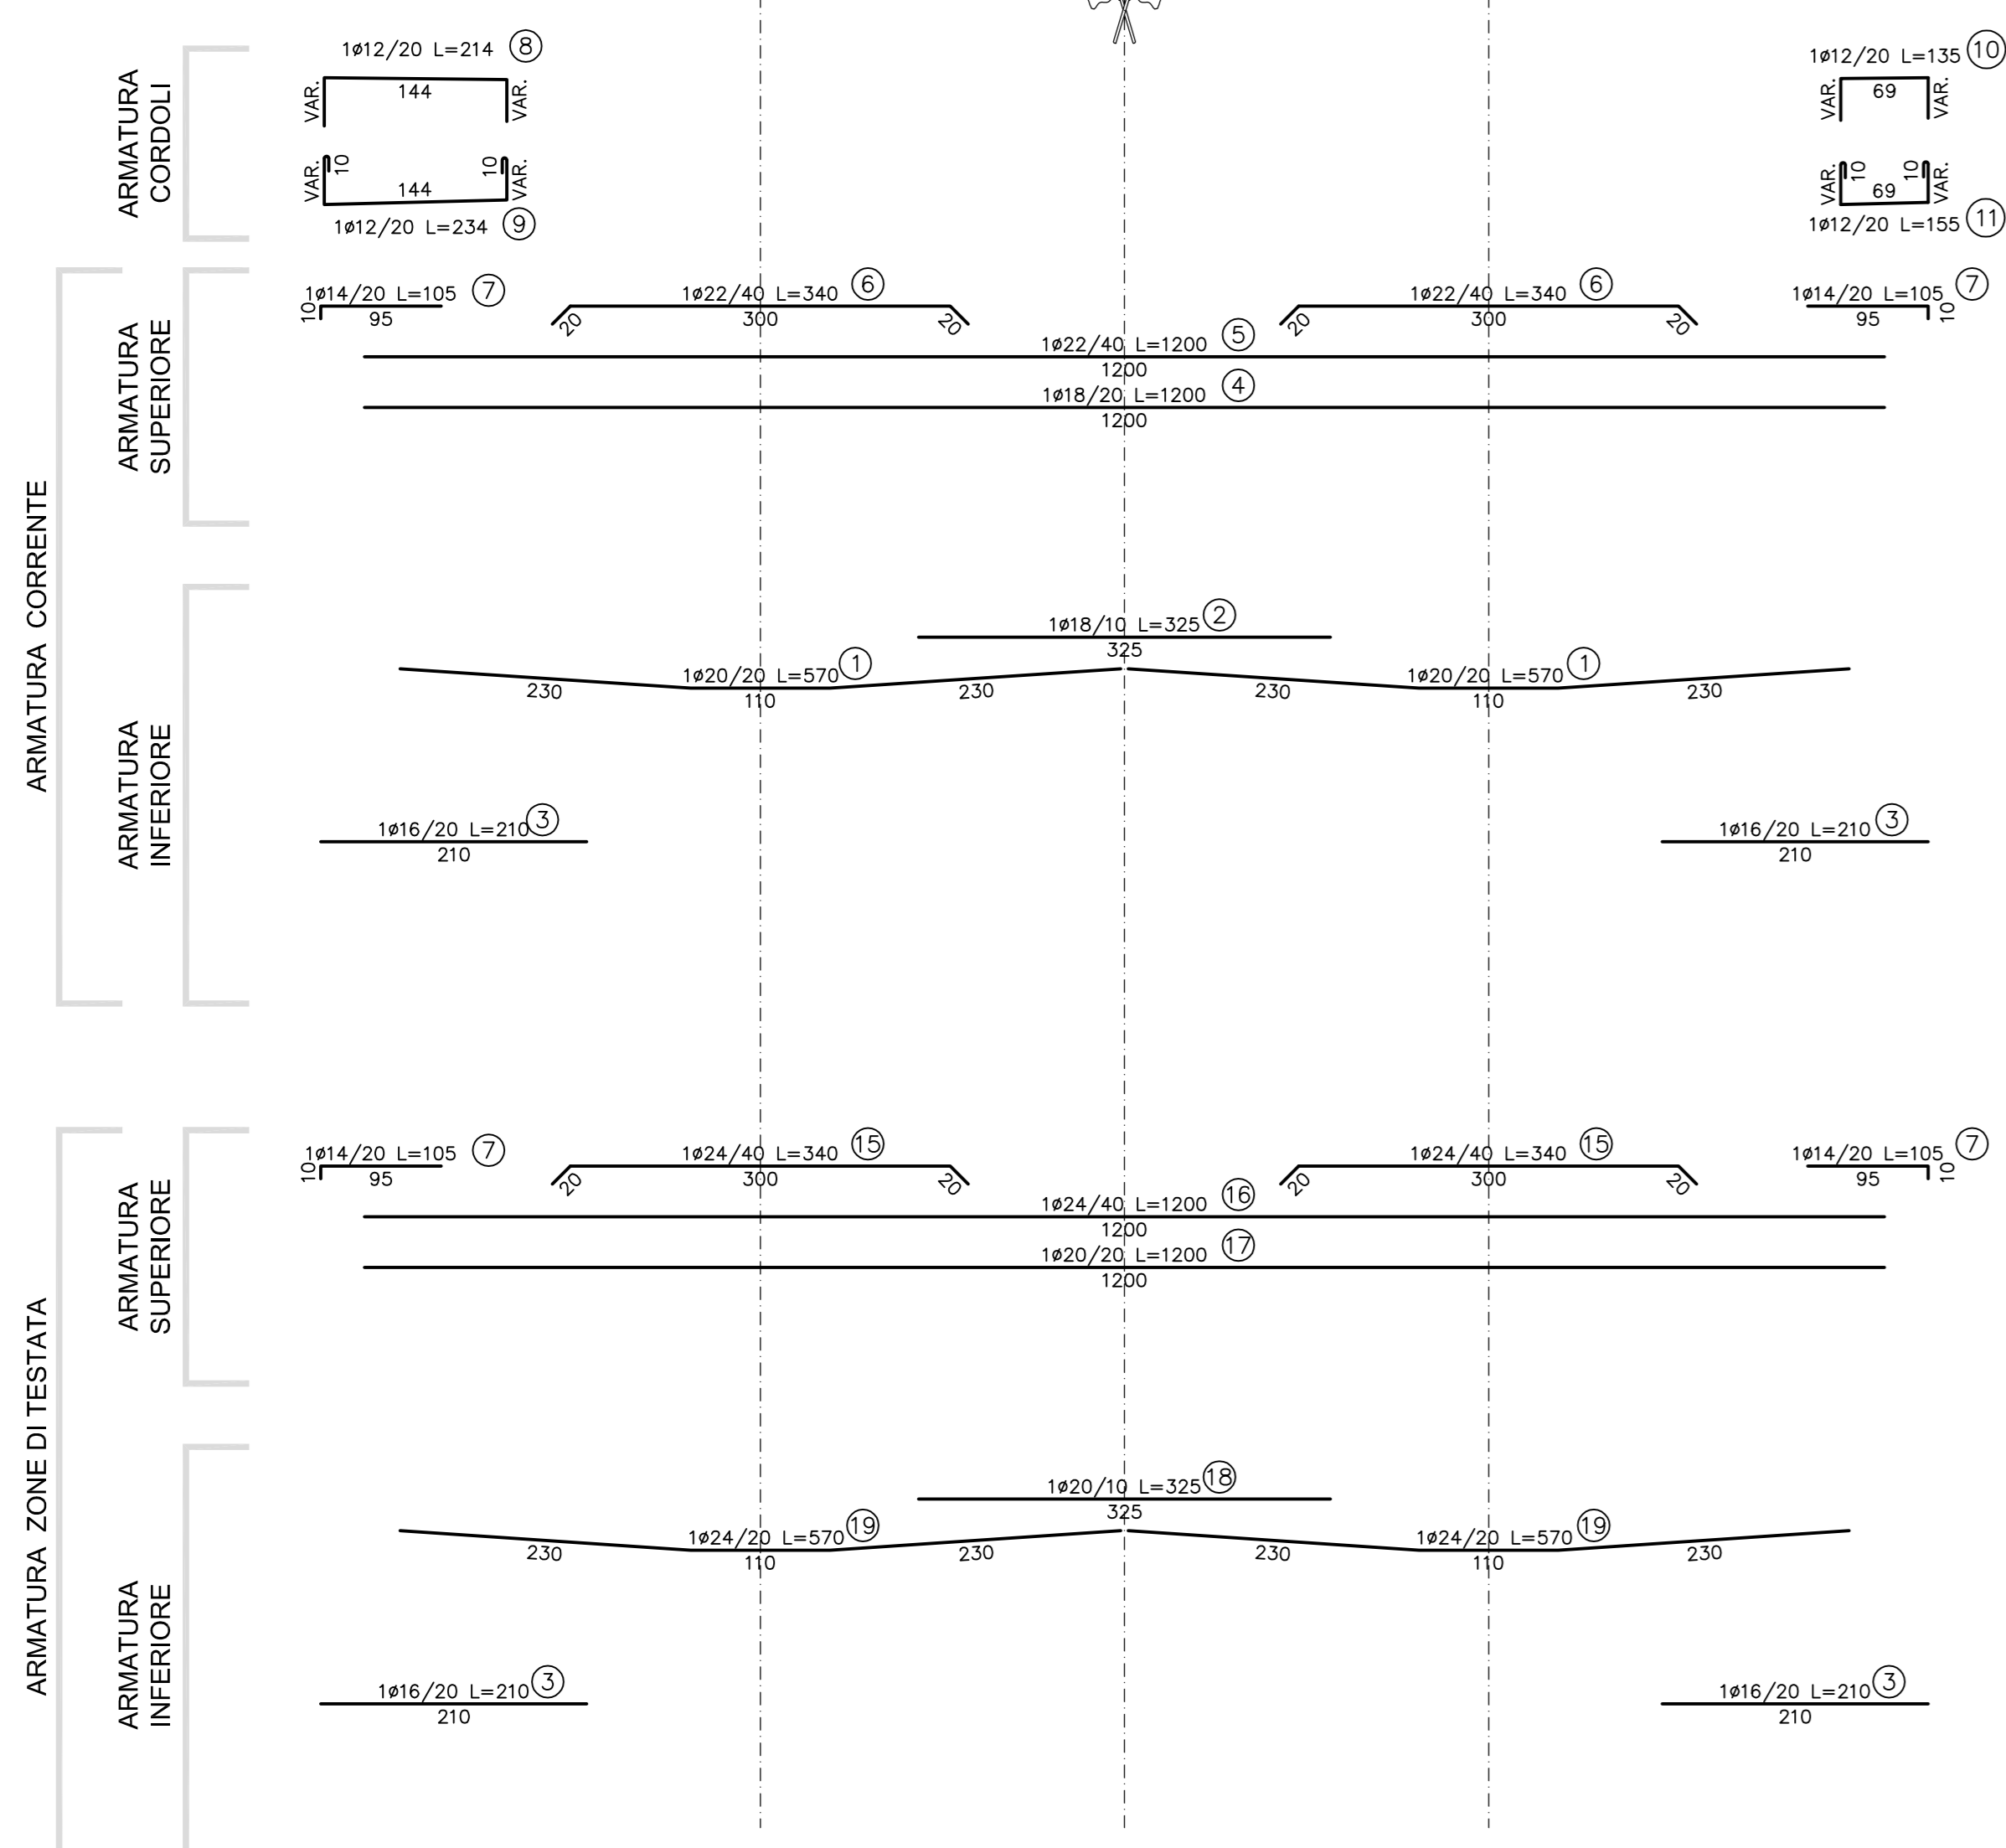 ARMATURA
CORDOLI
1ø12/20 L=214 8
VAR. 144 VAR.
VAR. 10 10 VAR.
144
1ø12/20 L=234 9
1ø12/20 L=135 10
VAR. 69 VAR.
VAR. 10 10 VAR.
69
1ø12/20 L=155 11
ARMATURA CORRENTE
ARMATURA
SUPERIORE
1ø14/20 L=105 7
10 95
1ø22/40 L=340 6
20 300 20
1ø22/40 L=340 6
20 300 20
1ø14/20 L=105 7
95 10
1ø22/40 L=1200 5
1200
1ø18/20 L=1200 4
1200
ARMATURA
INFERIORE
1ø18/10 L=325 2
325
1ø20/20 L=570 1
230 110 230
1ø20/20 L=570 1
230 110 230
1ø16/20 L=210 3
210
1ø16/20 L=210 3
210
ARMATURA ZONE DI TESTATA
ARMATURA
SUPERIORE
1ø14/20 L=105 7
10 95
1ø24/40 L=340 15
20 300 20
1ø24/40 L=340 15
20 300 20
1ø14/20 L=105 7
95 10
1ø24/40 L=1200 16
1200
1ø20/20 L=1200 17
1200
ARMATURA
INFERIORE
1ø20/10 L=325 18
325
1ø24/20 L=570 19
230 110 230
1ø24/20 L=570 19
230 110 230
1ø16/20 L=210 3
210
1ø16/20 L=210 3
210